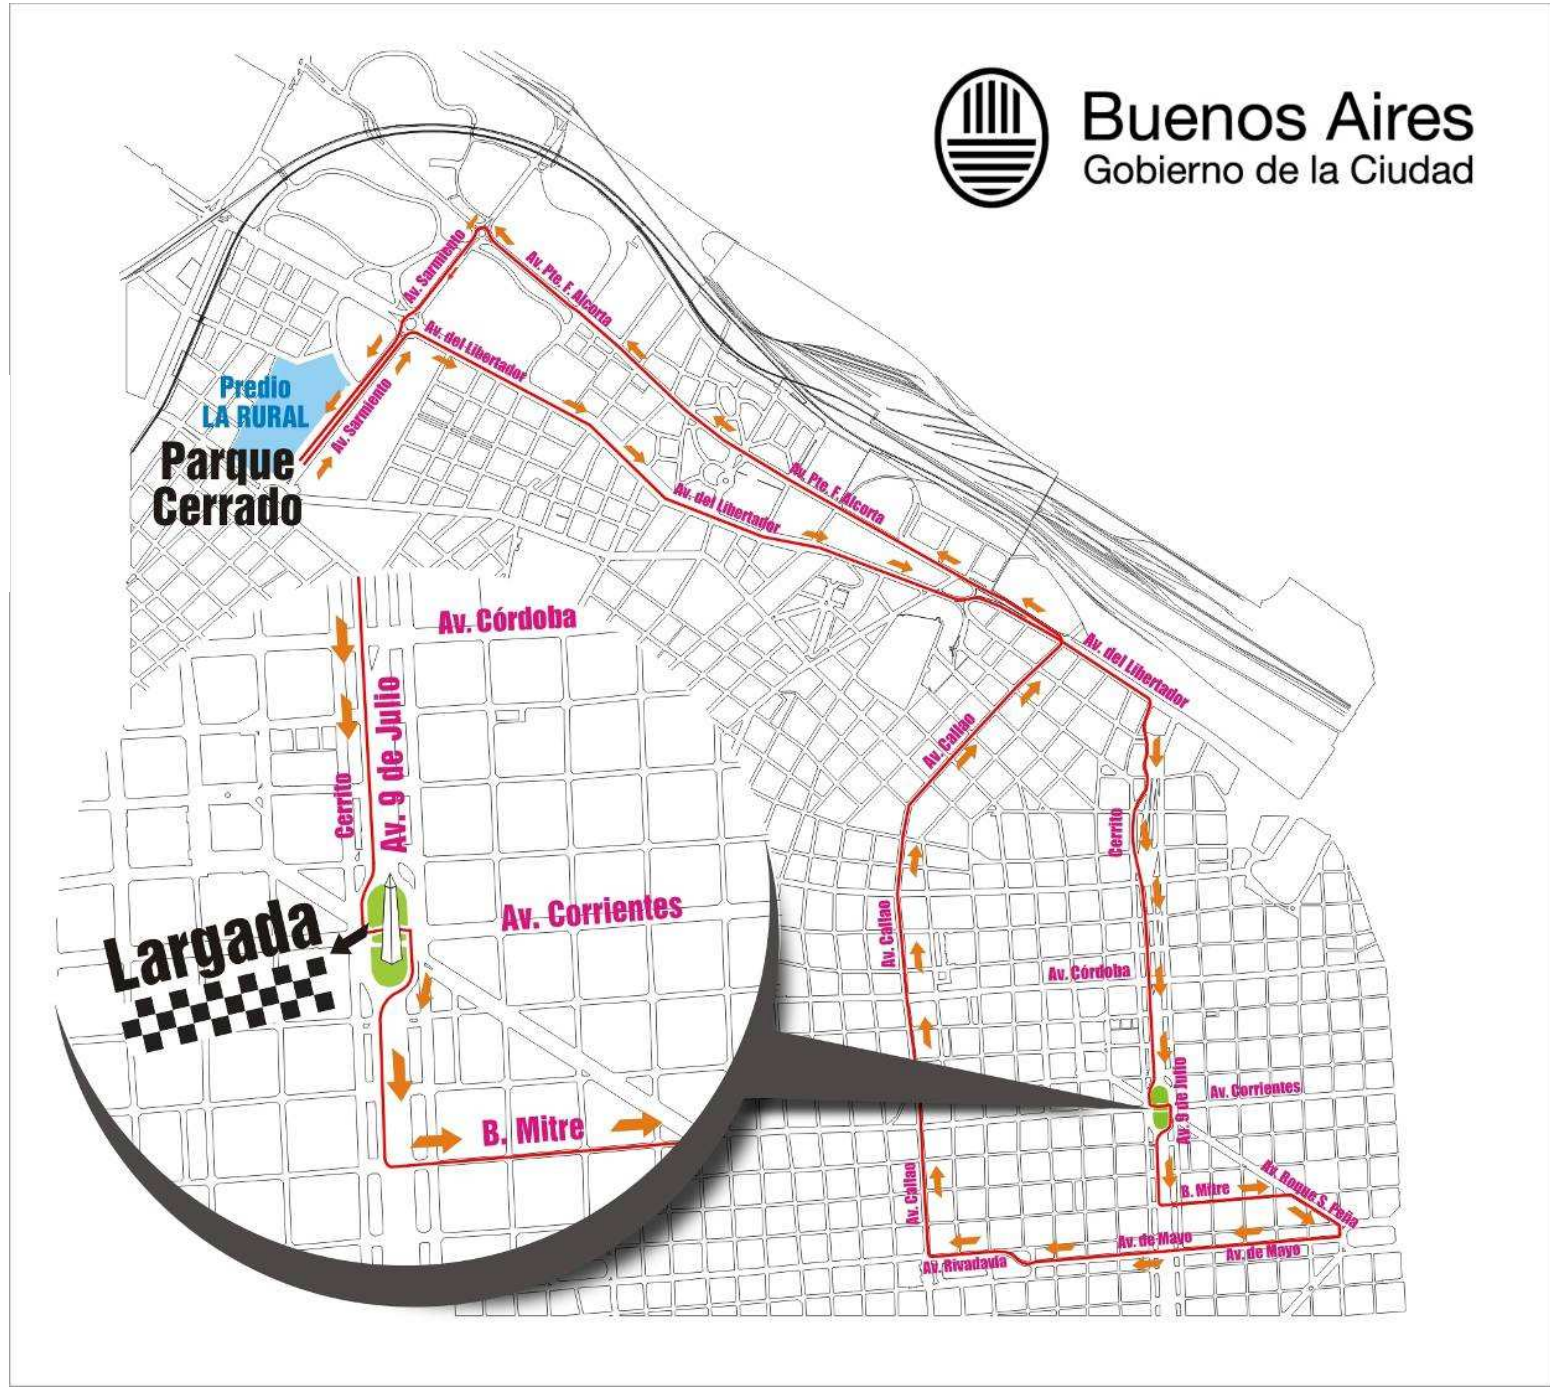 Buenos Aires
Gobierno de la Ciudad
Av. Sarmiento
Av. Pte. F. Alcorta
Av. del Libertador
Predio
LA RURAL
Av. Sarmiento
Parque
Cerrado
Av. Pte. F. Alcorta
Av. del Libertador
Av. Córdoba
Av. del Libertador
Av. 9 de Julio
Cerrito
Av. Callao
Cerrito
Av. Corrientes
Largada
Av. Callao
Av. Córdoba
Av. 9 de Julio
Av. Corrientes
B. Mitre
Av. Callao
B. Mitre
Av. Roque S. Peña
Av. de Mayo
Av. de Mayo
Av. Rivadavia